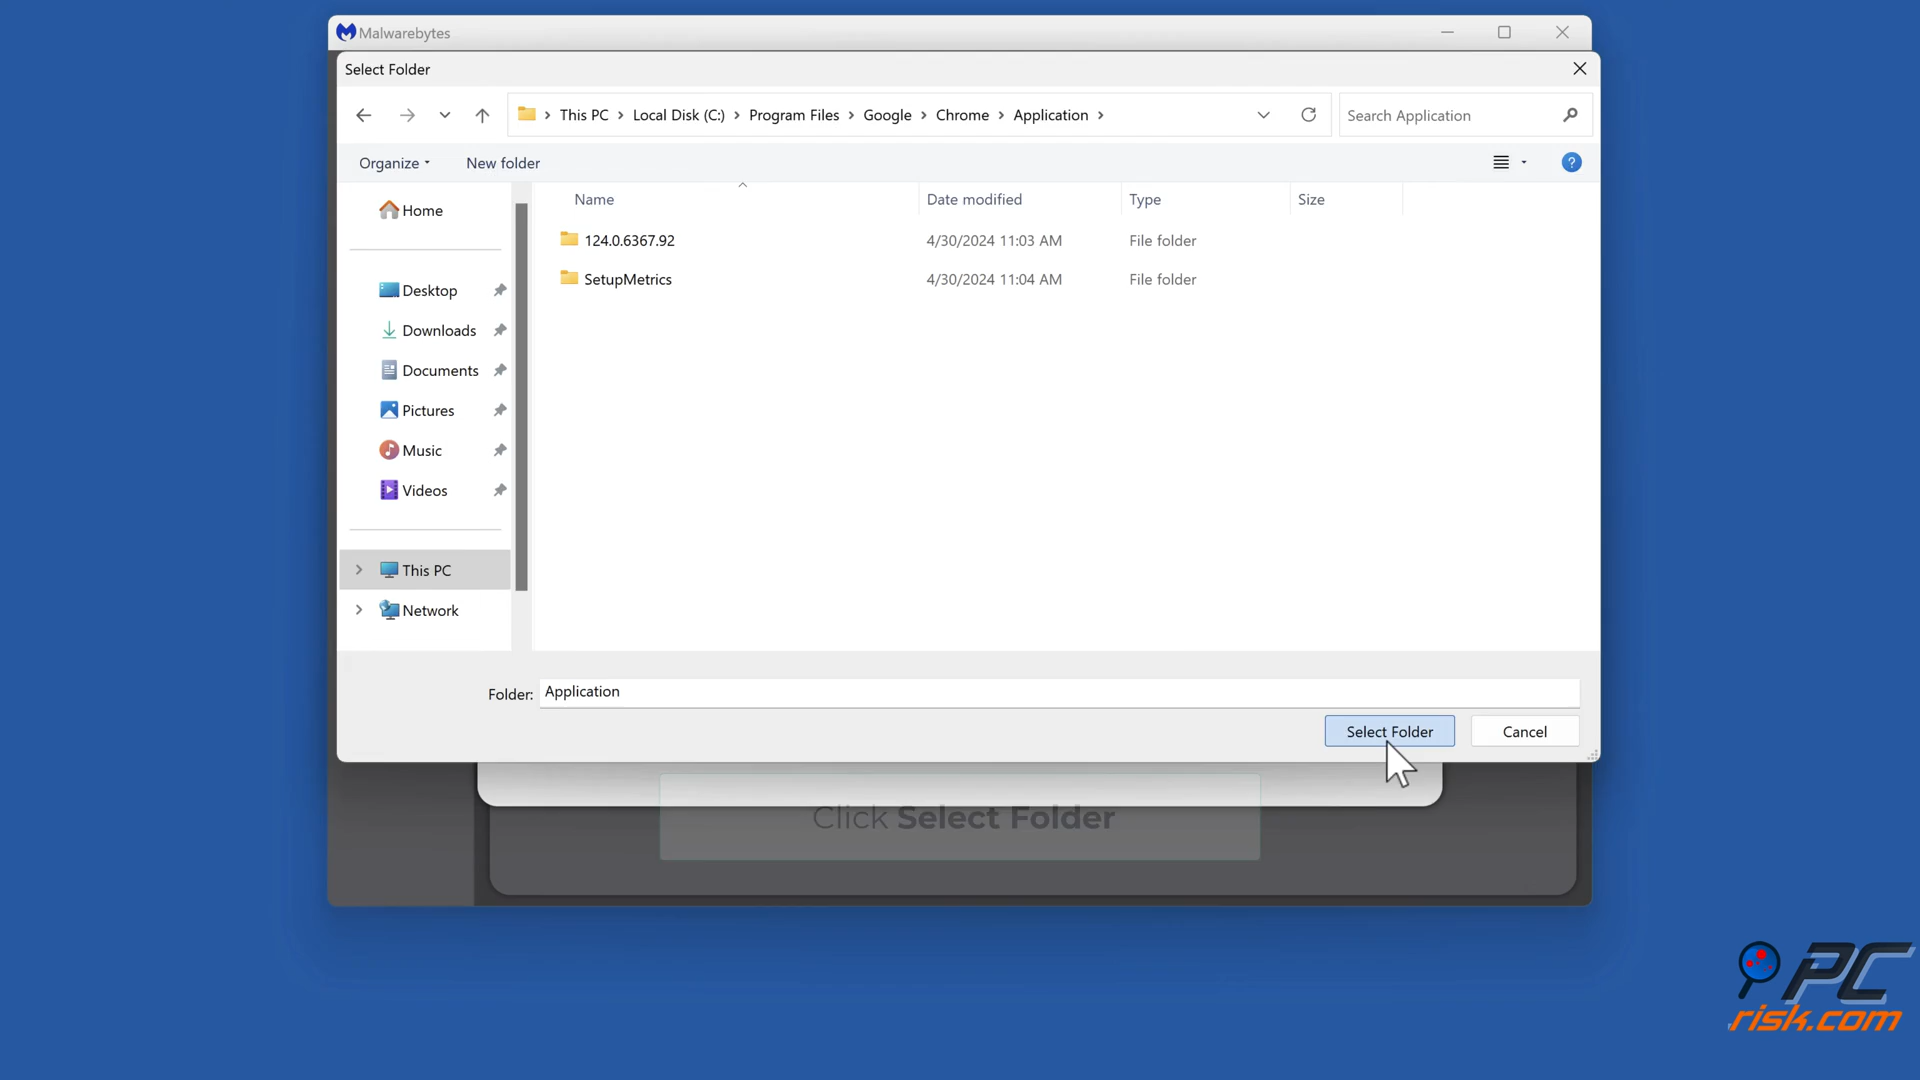 Malwarebytes
Select Folder
This PC > Local Disk (C:) > Program Files > Google > Chrome > Application >
Search Application
Organize
New folder
Name Date modified Type Size
Home
124.0.6367.92 4/30/2024 11:03 AM File folder
SetupMetrics 4/30/2024 11:04 AM File folder
Desktop
Downloads
Documents
Pictures
Music
Videos
This PC
Network
Folder: Application
Select Folder
Cancel
Click Select Folder
PC
risk.com